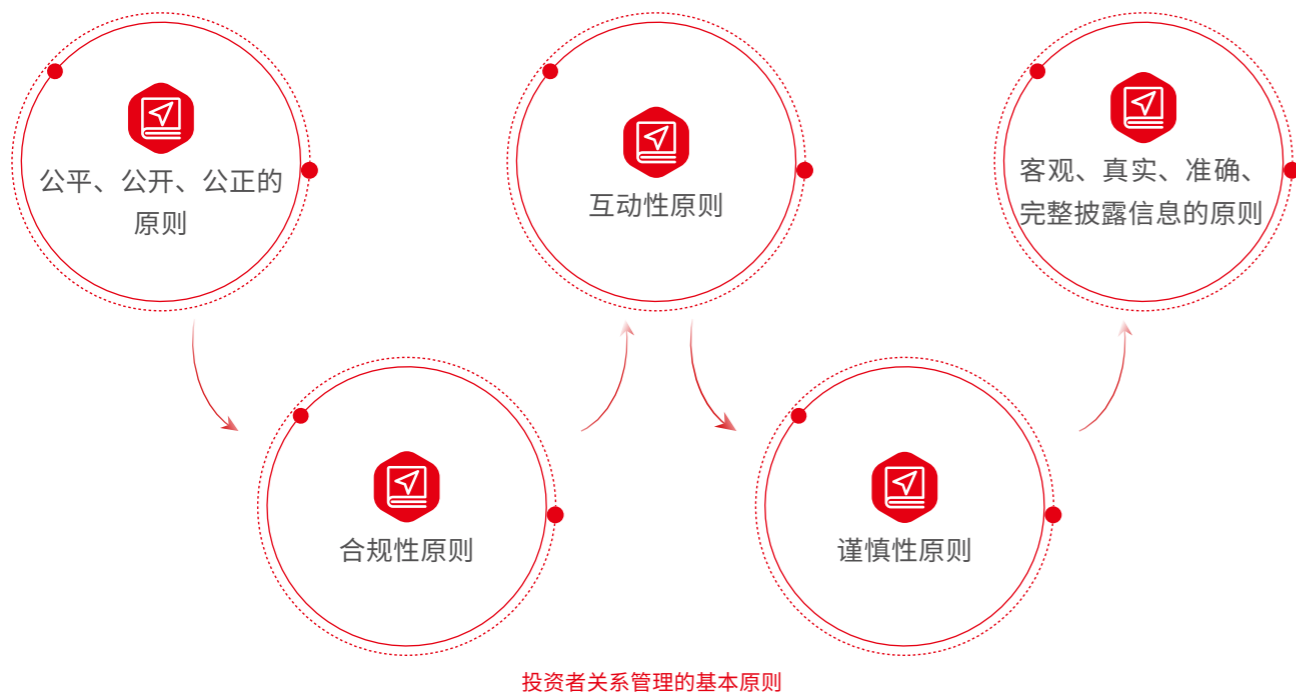 公平、公开、公正的
原则
合规性原则
互动性原则
谨慎性原则
客观、真实、准确、
完整披露信息的原则
投资者关系管理的基本原则